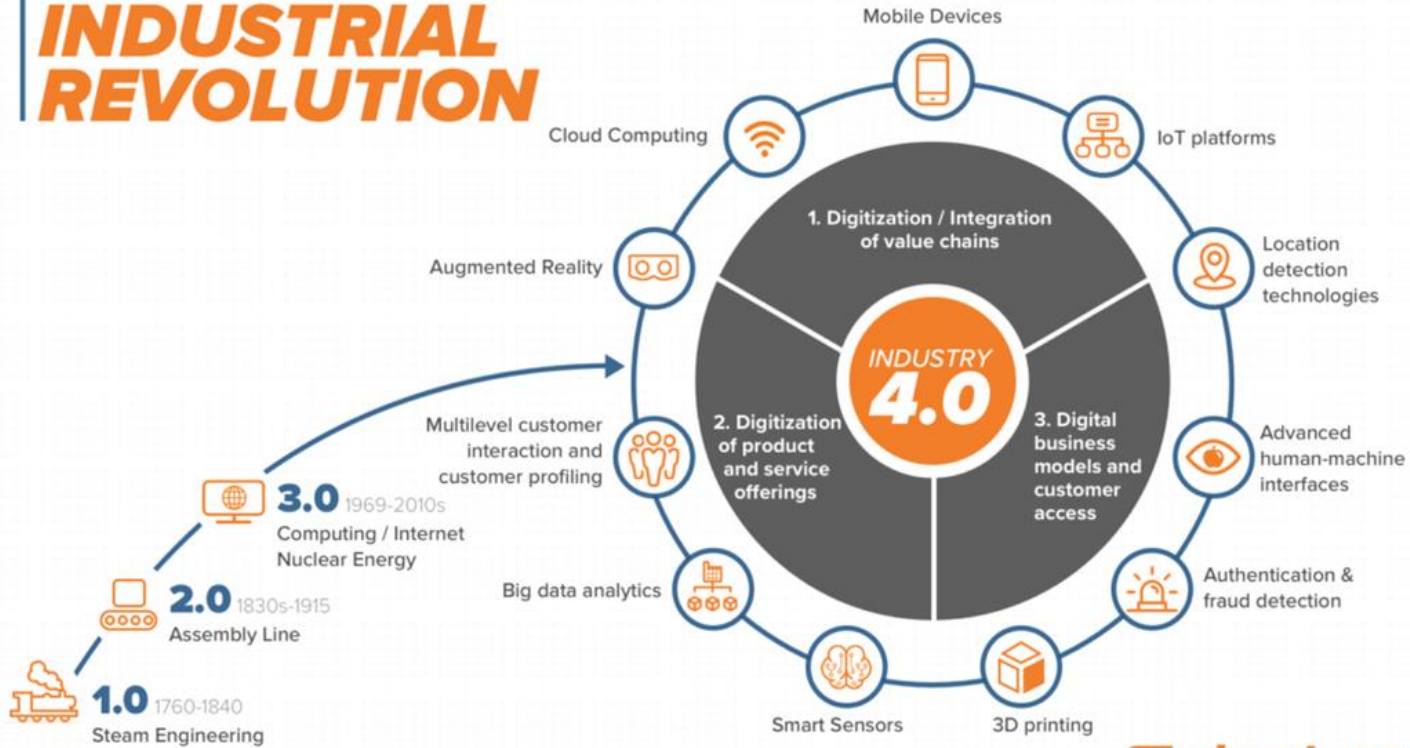 INDUSTRIAL
REVOLUTION
Mobile Devices
Cloud Computing
IoT platforms
Augmented Reality
Location
detection
technologies
1. Digitization / Integration
of value chains
INDUSTRY
4.0
2. Digitization
of product
and service
offerings
3. Digital
business
models and
customer
access
Multilevel customer
interaction and
customer profiling
Advanced
human-machine
interfaces
Big data analytics
Authentication &
fraud detection
Smart Sensors
3D printing
3.0 1969-2010s
Computing / Internet
Nuclear Energy
2.0 1830s-1915
Assembly Line
1.0 1760-1840
Steam Engineering